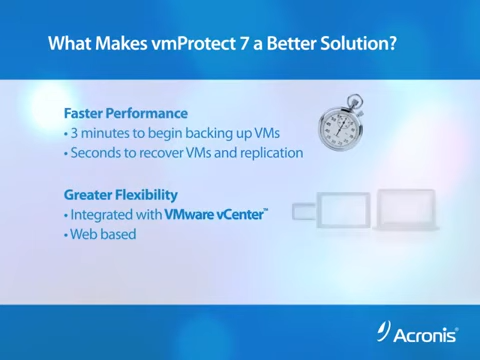 What Makes vmProtect 7 a Better Solution?
Faster Performance
• 3 minutes to begin backing up VMs
• Seconds to recover VMs and replication
Greater Flexibility
• Integrated with VMware vCenter™
• Web based
Acronis®